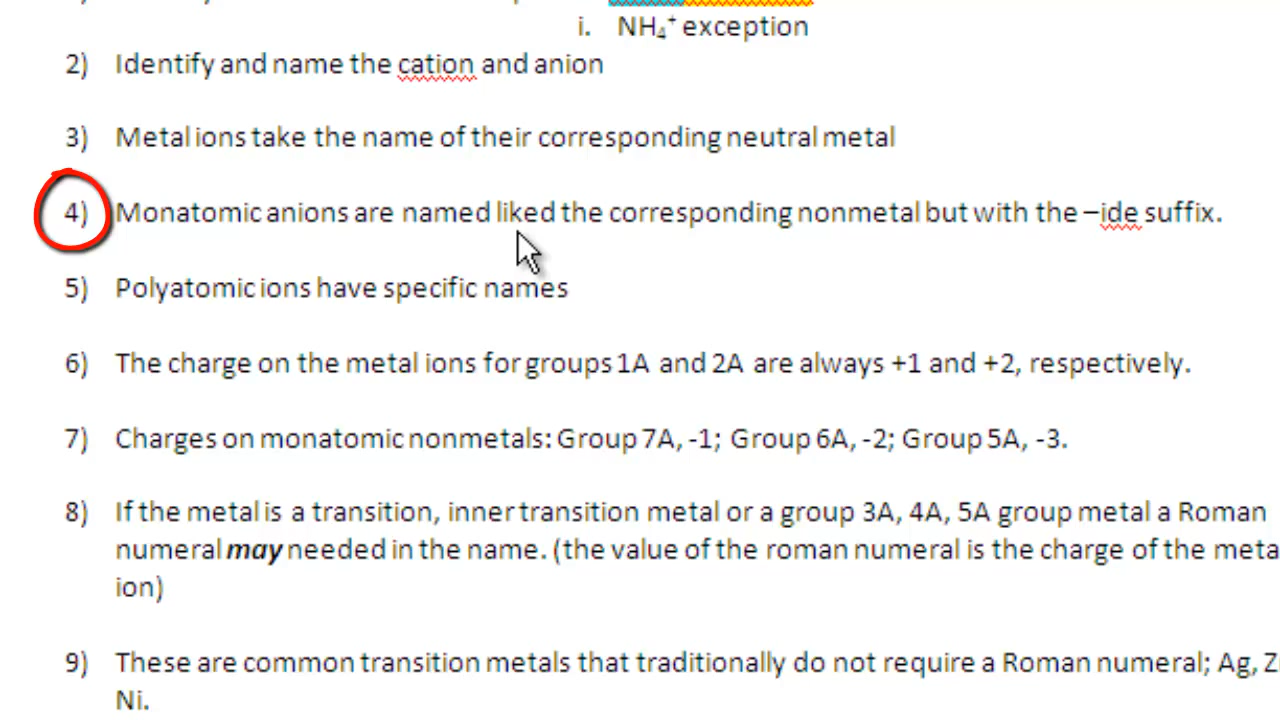 i. NH₄⁺ exception
2) Identify and name the cation and anion
3) Metal ions take the name of their corresponding neutral metal
4) Monatomic anions are named liked the corresponding nonmetal but with the –ide suffix.
5) Polyatomic ions have specific names
6) The charge on the metal ions for groups 1A and 2A are always +1 and +2, respectively.
7) Charges on monatomic nonmetals: Group 7A, -1; Group 6A, -2; Group 5A, -3.
8) If the metal is a transition, inner transition metal or a group 3A, 4A, 5A group metal a Roman
numeral may needed in the name. (the value of the roman numeral is the charge of the meta
ion)
9) These are common transition metals that traditionally do not require a Roman numeral; Ag,
Ni.